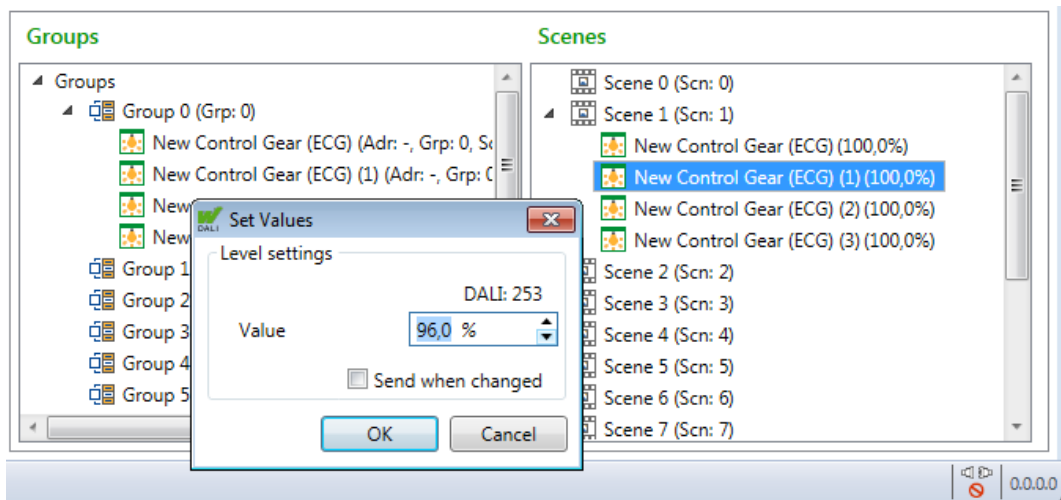 Groups
Groups
Group 0 (Grp: 0)
New Control Gear (ECG) (Adr: -, Grp: 0, Sc
New Control Gear (ECG) (1) (Adr: -, Grp: 0
New
New
Group 1
Group 2
Group 3
Group 4
Group 5
Scenes
Scene 0 (Scn: 0)
Scene 1 (Scn: 1)
New Control Gear (ECG) (100,0%)
New Control Gear (ECG) (1) (100,0%)
New Control Gear (ECG) (2) (100,0%)
New Control Gear (ECG) (3) (100,0%)
Scene 2 (Scn: 2)
Scene 3 (Scn: 3)
Scene 4 (Scn: 4)
Scene 5 (Scn: 5)
Scene 6 (Scn: 6)
Scene 7 (Scn: 7)
DALI Set Values
Level settings
DALI: 253
Value 96,0 %
Send when changed
OK Cancel
0.0.0.0